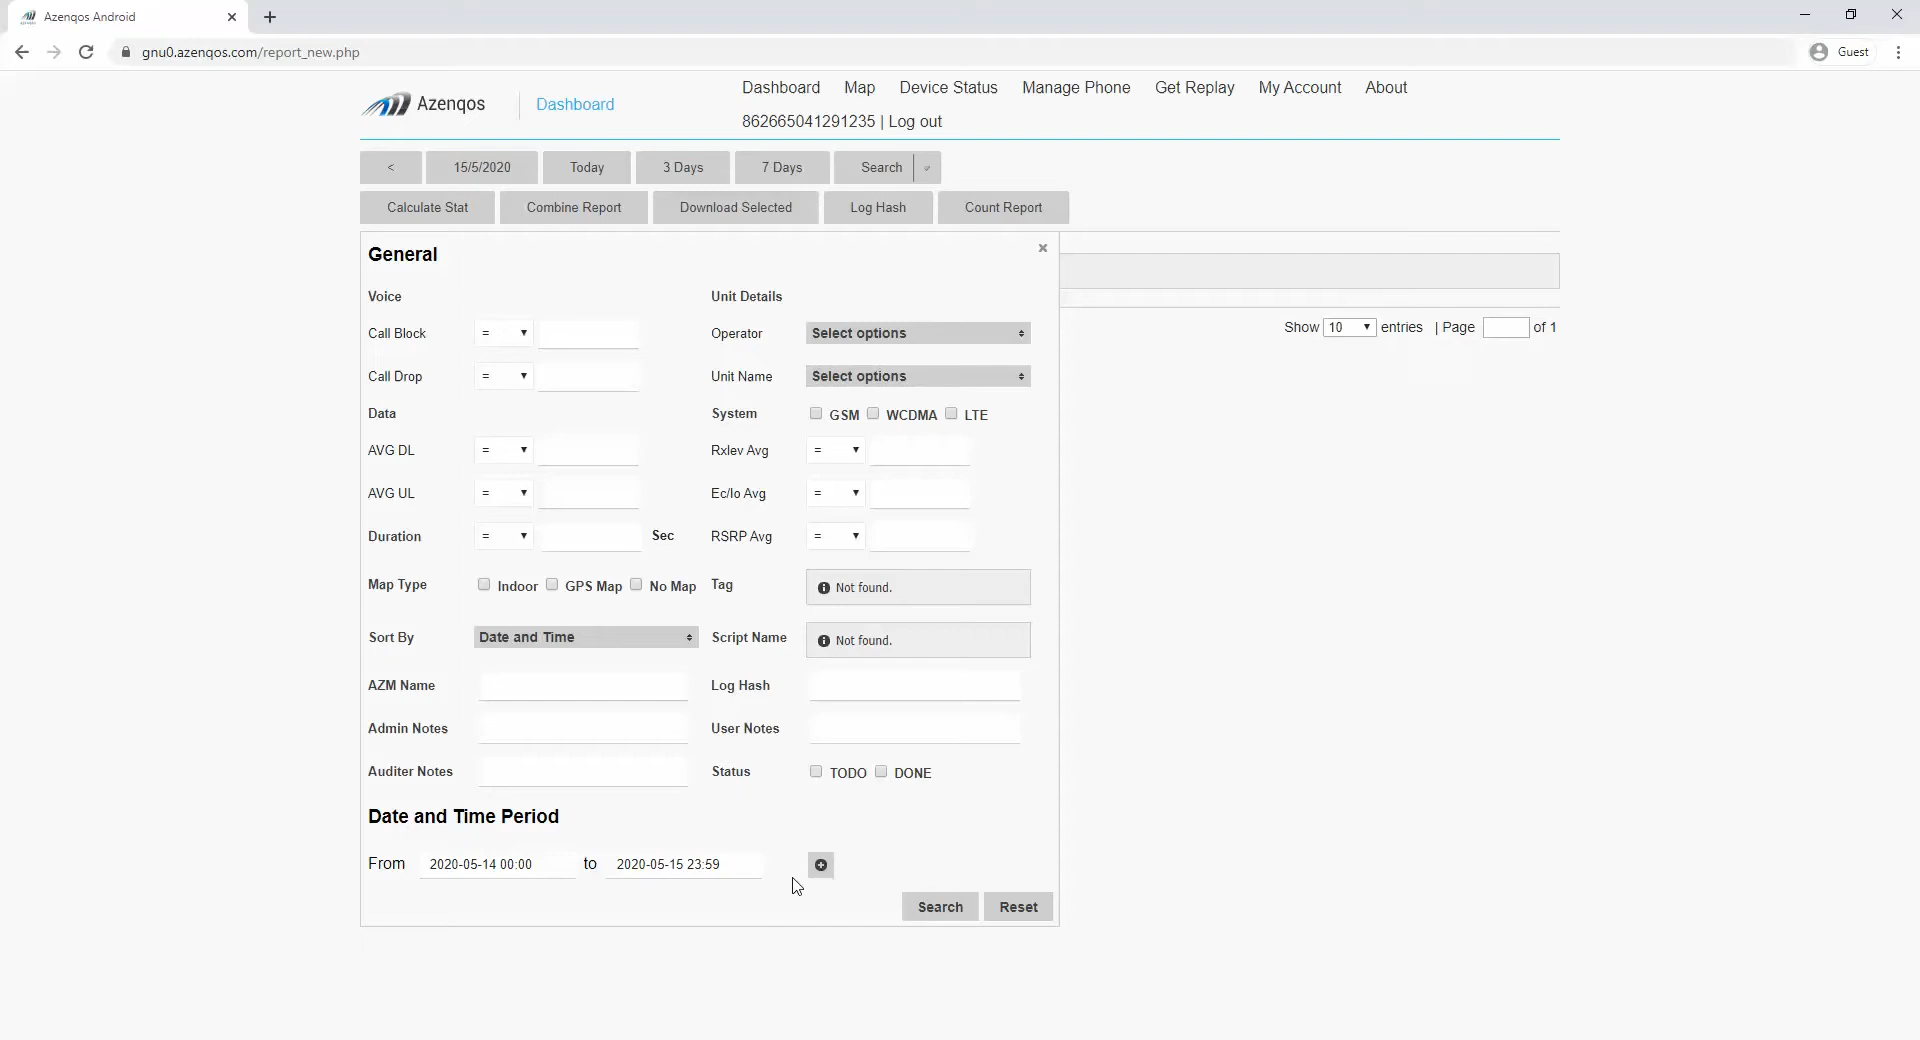 Azenqos Android
gnu0.azenqos.com/report_new.php
Guest
Azenqos
Dashboard
Dashboard Map Device Status Manage Phone Get Replay My Account About
862665041291235 | Log out
< 15/5/2020 Today 3 Days 7 Days Search
Calculate Stat Combine Report Download Selected Log Hash Count Report
General
Voice Unit Details
Call Block = Operator Select options
Call Drop = Unit Name Select options
Data System GSM WCDMA LTE
AVG DL = Rxlev Avg =
AVG UL = Ec/Io Avg =
Duration = Sec RSRP Avg =
Map Type Indoor GPS Map No Map Tag Not found.
Sort By Date and Time Script Name Not found.
AZM Name Log Hash
Admin Notes User Notes
Auditer Notes Status TODO DONE
Date and Time Period
From 2020-05-14 00:00 to 2020-05-15 23:59
Search Reset
Show 10 entries | Page of 1